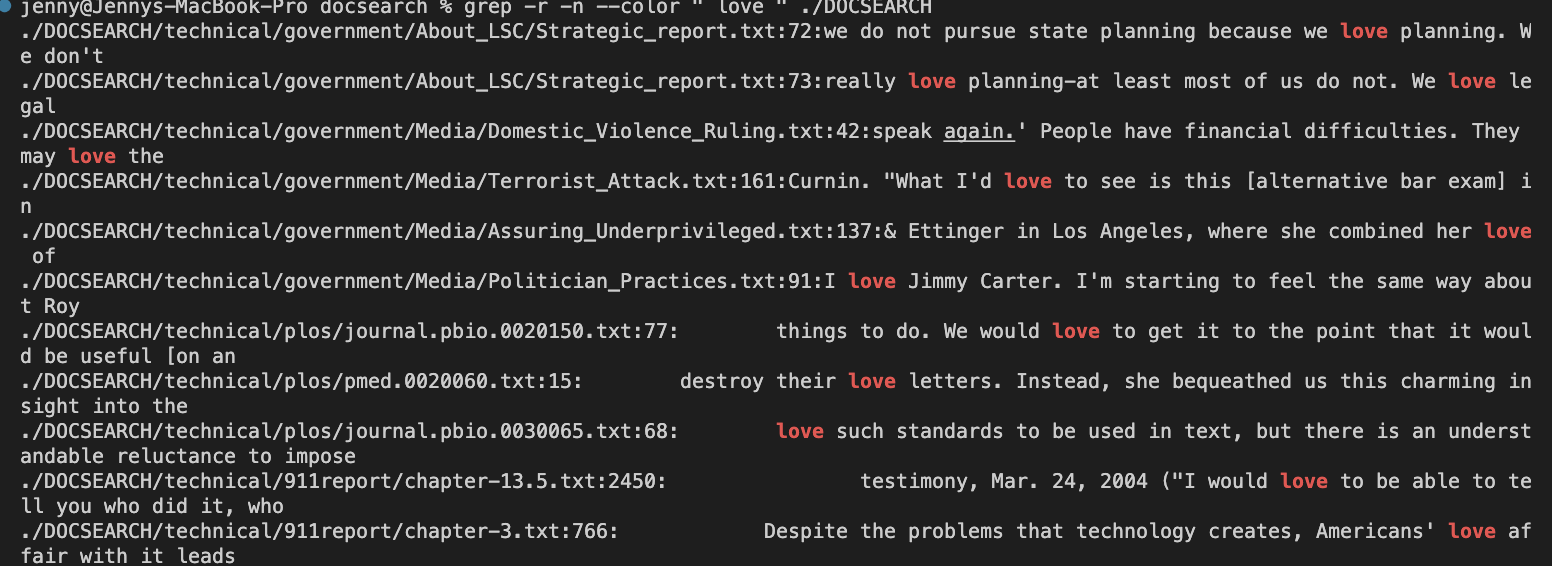 jenny@Jennys-MacBook-Pro docsearch % grep -r -n --color " love " ./DOCSEARCH
./DOCSEARCH/technical/government/About_LSC/Strategic_report.txt:72:we do not pursue state planning because we love planning. W
e don't
./DOCSEARCH/technical/government/About_LSC/Strategic_report.txt:73:really love planning—at least most of us do not. We love le
gal
./DOCSEARCH/technical/government/Media/Domestic_Violence_Ruling.txt:42:speak again.' People have financial difficulties. They
may love the
./DOCSEARCH/technical/government/Media/Terrorist_Attack.txt:161:Curnin. "What I'd love to see is this [alternative bar exam] i
n
./DOCSEARCH/technical/government/Media/Assuring_Underprivileged.txt:137:& Ettinger in Los Angeles, where she combined her love
 of
./DOCSEARCH/technical/government/Media/Politician_Practices.txt:91:I love Jimmy Carter. I'm starting to feel the same way abou
t Roy
./DOCSEARCH/technical/plos/journal.pbio.0020150.txt:77:        things to do. We would love to get it to the point that it woul
d be useful [on an
./DOCSEARCH/technical/plos/pmed.0020060.txt:15:        destroy their love letters. Instead, she bequeathed us this charming in
sight into the
./DOCSEARCH/technical/plos/journal.pbio.0030065.txt:68:        love such standards to be used in text, but there is an underst
andable reluctance to impose
./DOCSEARCH/technical/911report/chapter-13.5.txt:2450:                testimony, Mar. 24, 2004 ("I would love to be able to te
ll you who did it, who
./DOCSEARCH/technical/911report/chapter-3.txt:766:            Despite the problems that technology creates, Americans' love af
fair with it leads